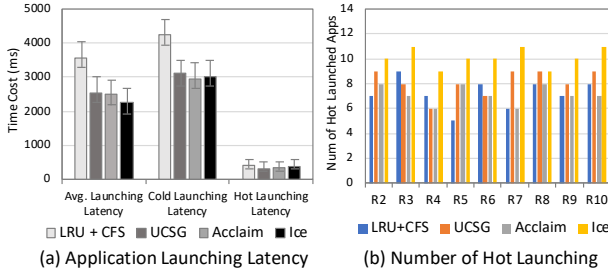 5000
4000
3000
2000
1000
0
Time Cost (ms)
Avg. Launching Latency
Cold Launching Latency
Hot Launching Latency
LRU + CFS UCSG Acclaim Ice
(a) Application Launching Latency
14
12
10
8
6
4
2
0
Num of Hot Launched Apps
R2 R3 R4 R5 R6 R7 R8 R9 R10
LRU+CFS UCSG Acclaim Ice
(b) Number of Hot Launching